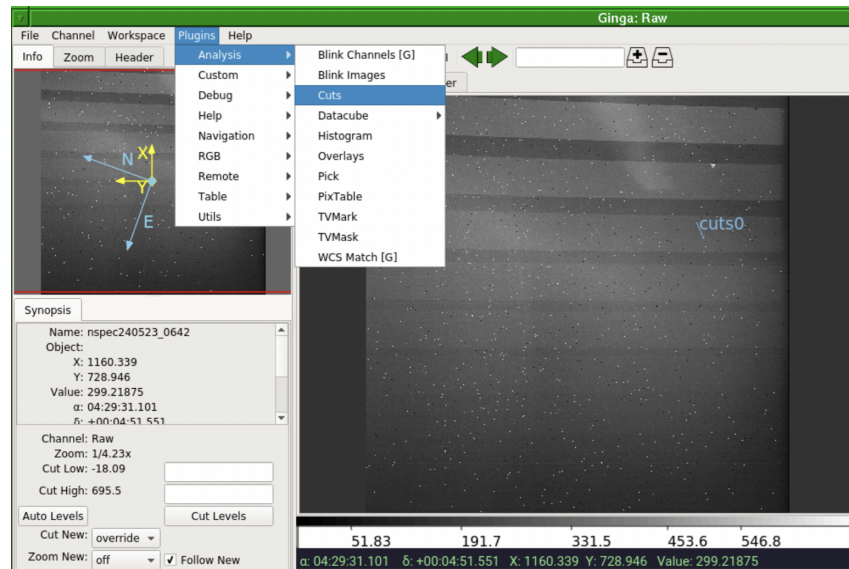 Ginga: Raw
File Channel Workspace Plugins Help
Info Zoom Header
Analysis
Custom
Debug
Help
Navigation
RGB
Remote
Table
Utils
Blink Channels [G]
Blink Images
Cuts
Datacube
Histogram
Overlays
Pick
PixTable
TVMark
TVMask
WCS Match [G]
er
N X
Y
E
cuts0
Synopsis
Name: nspec240523_0642
Object:
X: 1160.339
Y: 728.946
Value: 299.21875
α: 04:29:31.101
δ: +00:04:51.551
Channel: Raw
Zoom: 1/4.23x
Cut Low: -18.09
Cut High: 695.5
Auto Levels Cut Levels
Cut New: override
Zoom New: off Follow New
51.83 191.7 331.5 453.6 546.8
α: 04:29:31.101 δ: +00:04:51.551 X: 1160.339 Y: 728.946 Value: 299.21875